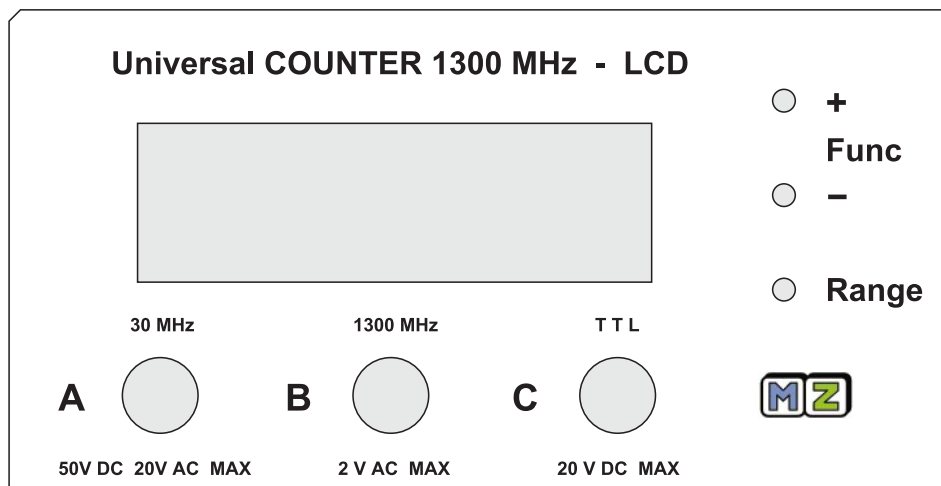 Universal COUNTER 1300 MHz - LCD
+
Func
−
Range
30 MHz
1300 MHz
T T L
A
B
C
MZ
50V DC 20V AC MAX
2 V AC MAX
20 V DC MAX